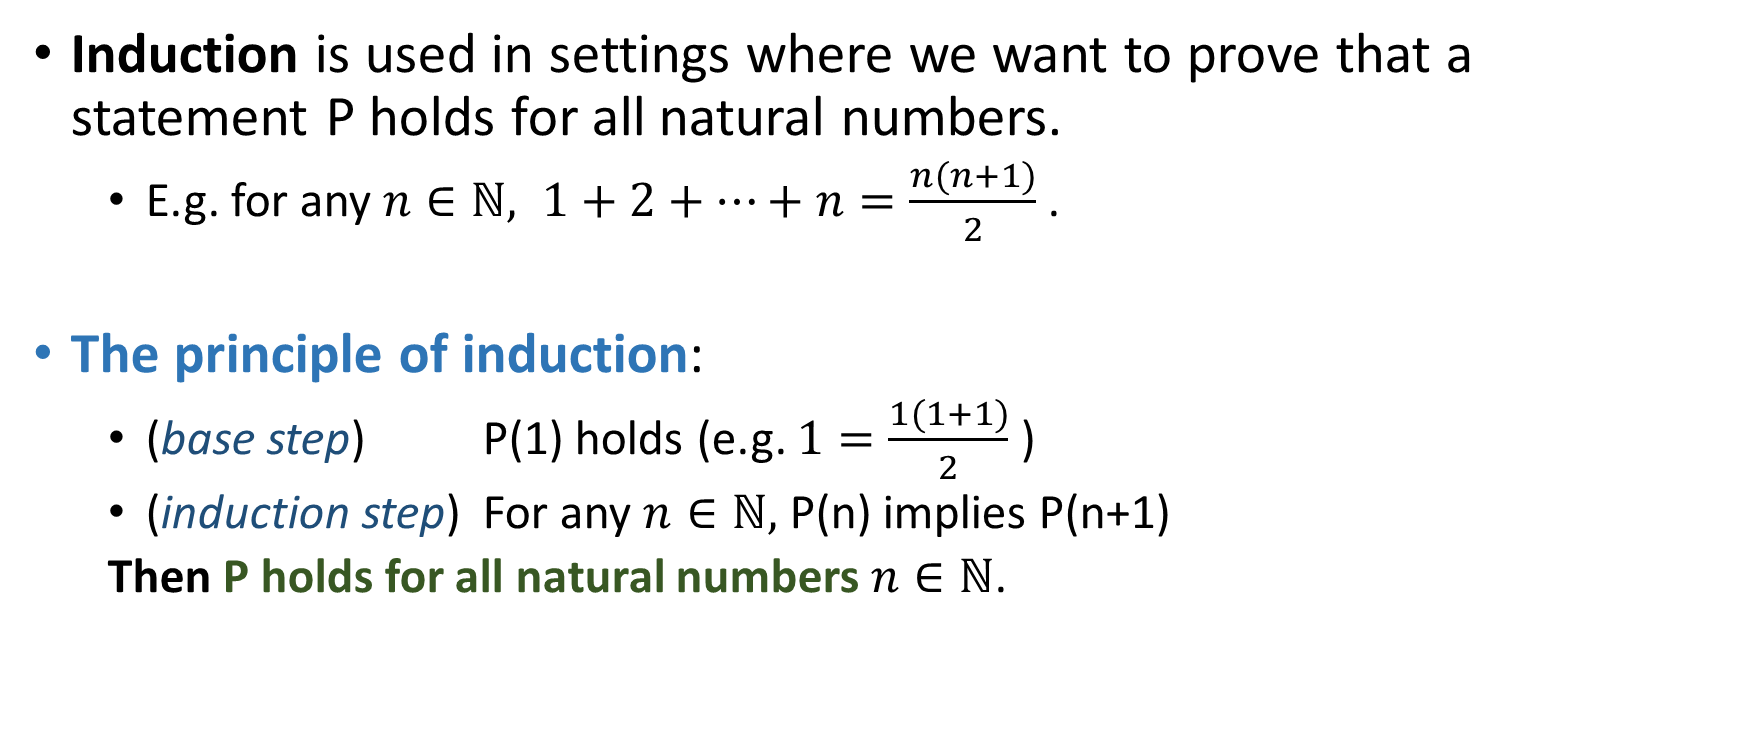 • Induction is used in settings where we want to prove that a
statement P holds for all natural numbers.
• E.g. for any n ∈ ℕ, 1 + 2 + ⋯ + n = n(n+1)/2 .
• The principle of induction:
• (base step) P(1) holds (e.g. 1 = 1(1+1)/2 )
• (induction step) For any n ∈ ℕ, P(n) implies P(n+1)
Then P holds for all natural numbers n ∈ ℕ.